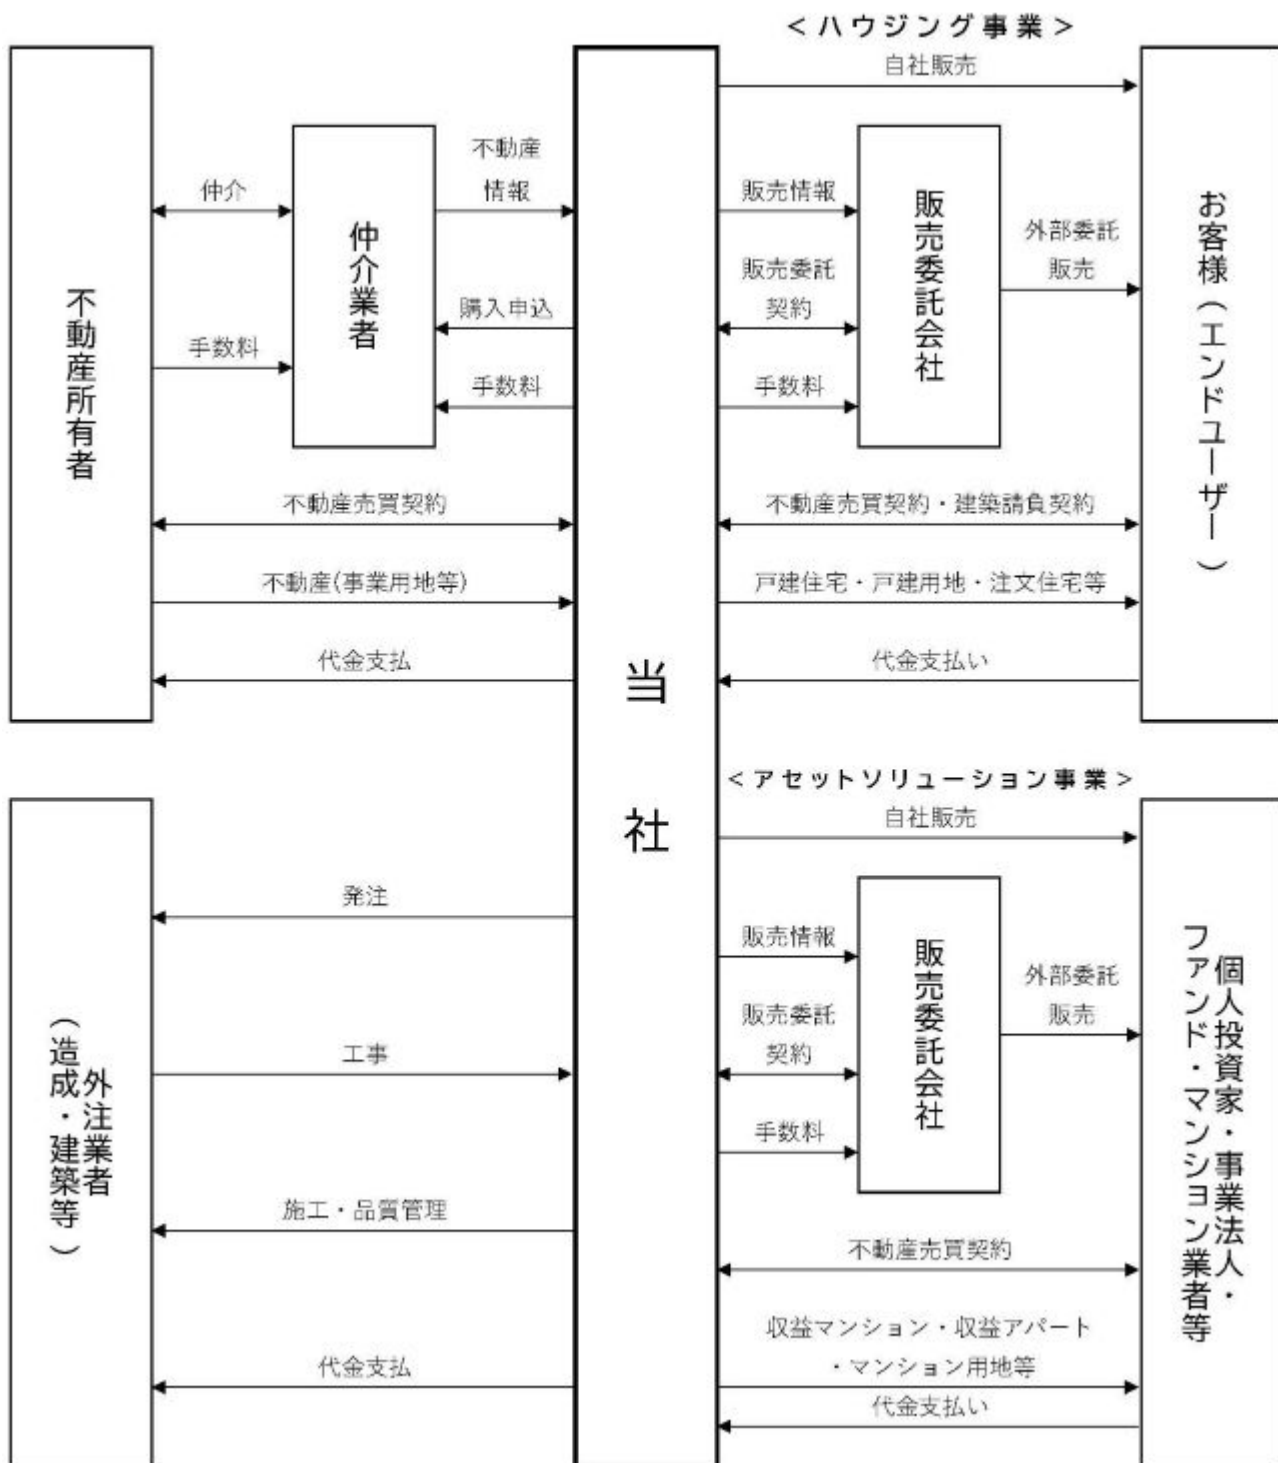 ＜ハウジング事業＞
自社販売
不動産
情報
仲介
販売情報
外部委託
販売
販売委託
契約
購入申込
手数料
手数料
手数料
不動産所有者
仲介業者
販売委託会社
お客様（エンドユーザー）
不動産売買契約
不動産売買契約・建築請負契約
不動産(事業用地等)
戸建住宅・戸建用地・注文住宅等
代金支払
代金支払い
当社
＜アセットソリューション事業＞
自社販売
発注
販売情報
外部委託
販売
販売委託
契約
工事
手数料
販売委託会社
外注業者
（造成・建築等）
個人投資家・事業法人・
ファンド・マンション業者等
施工・品質管理
不動産売買契約
収益マンション・収益アパート
・マンション用地等
代金支払
代金支払い